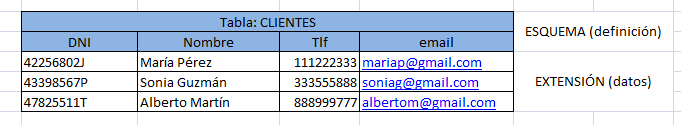 Tabla: CLIENTES
ESQUEMA (definición)
DNI Nombre Tlf email
42256802J María Pérez 111222333 mariap@gmail.com
43398567P Sonia Guzmán 333555888 soniag@gmail.com
EXTENSIÓN (datos)
47825511T Alberto Martín 888999777 albertom@gmail.com